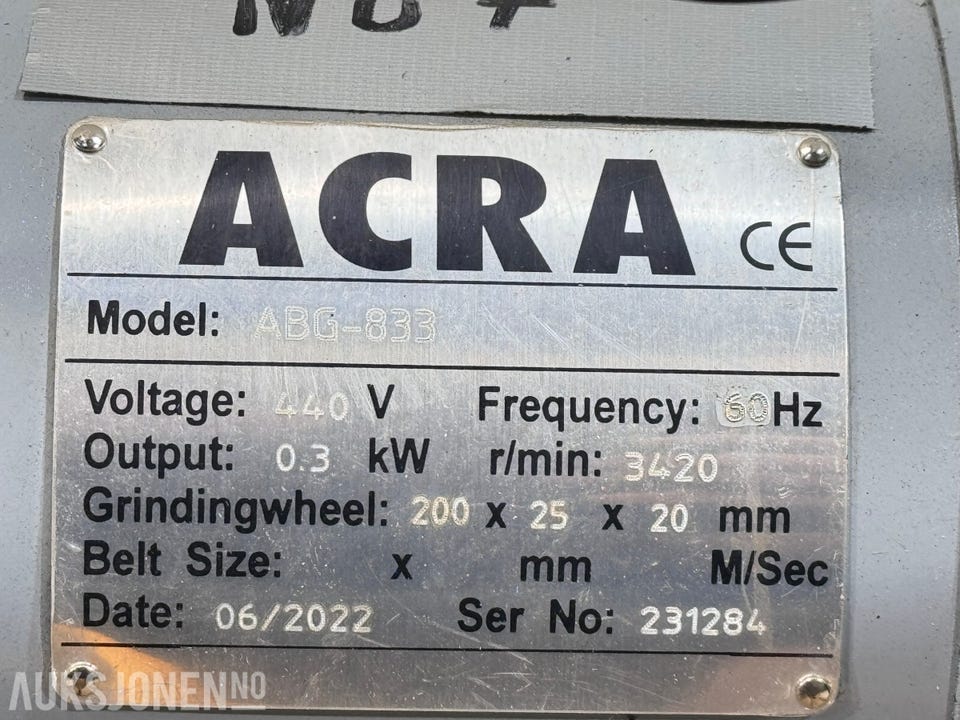 ACRA CE
Model: ABG-833
Voltage: 440 V Frequency: 60 Hz
Output: 0.3 kW r/min: 3420
Grindingwheel: 200 x 25 x 20 mm
Belt Size: x mm M/Sec
Date: 06/2022 Ser No: 231284
AUKSJONEN.NO